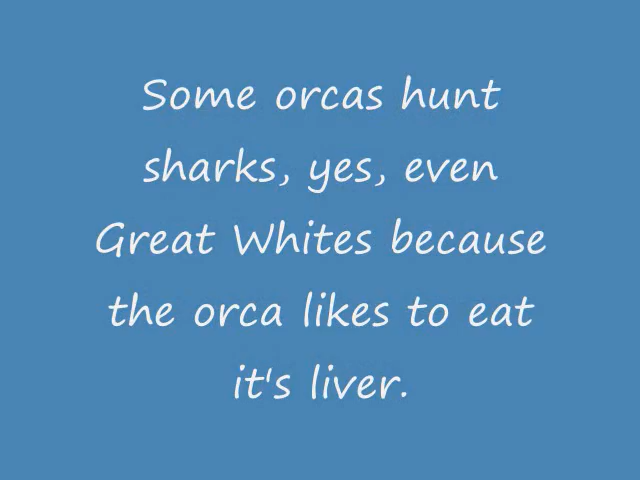 Some orcas hunt
sharks, yes, even
Great Whites because
the orca likes to eat
it's liver.